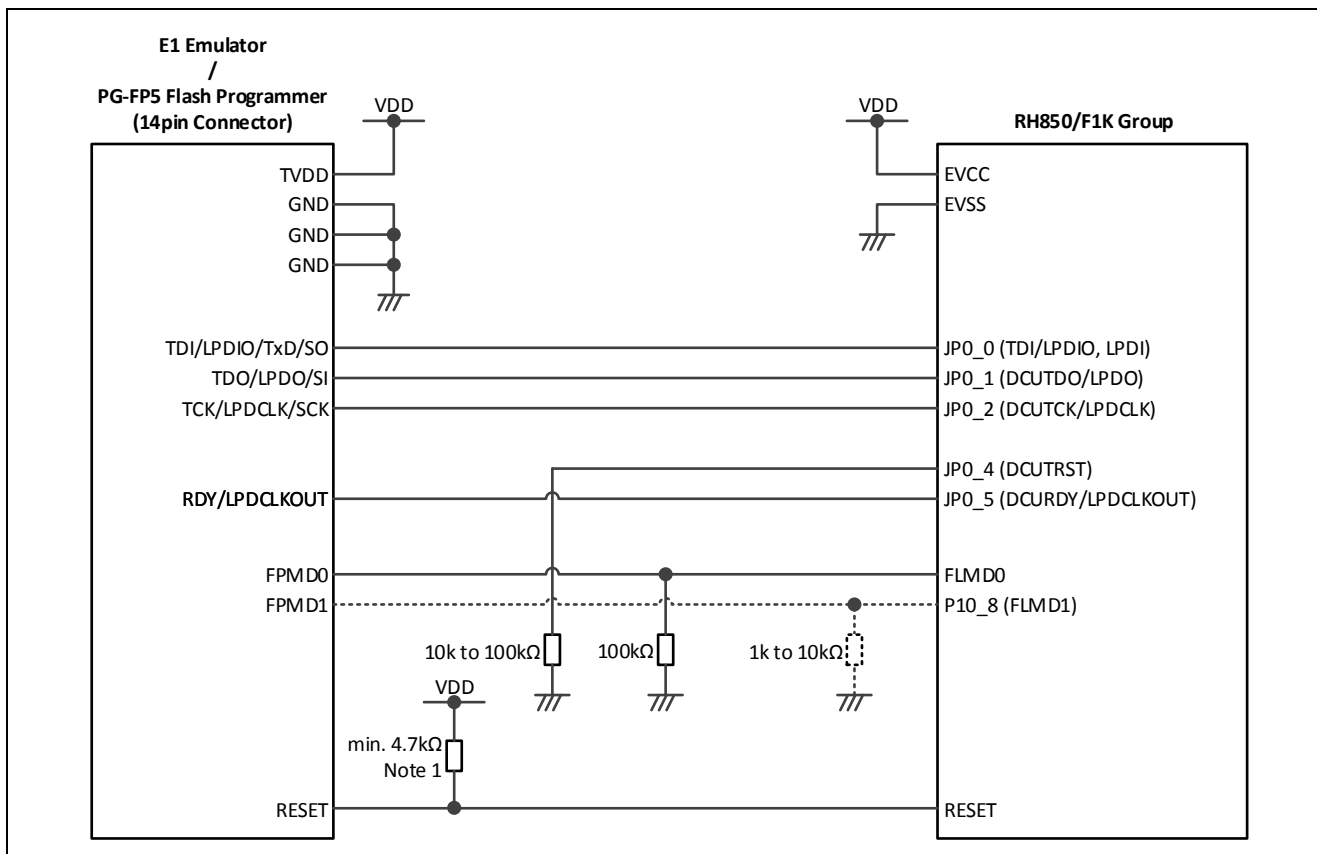 E1 Emulator
/
PG-FP5 Flash Programmer
(14pin Connector)
VDD
VDD
RH850/F1K Group
TVDD
GND
GND
GND
EVCC
EVSS
TDI/LPDIO/TxD/SO
TDO/LPDO/SI
TCK/LPDCLK/SCK
RDY/LPDCLKOUT
FPMD0
FPMD1
JP0_0 (TDI/LPDIO, LPDI)
JP0_1 (DCUTDO/LPDO)
JP0_2 (DCUTCK/LPDCLK)
JP0_4 (DCUTRST)
JP0_5 (DCURDY/LPDCLKOUT)
FLMD0
P10_8 (FLMD1)
10k to 100kΩ
100kΩ
1k to 10kΩ
VDD
min. 4.7kΩ
Note 1
RESET
RESET